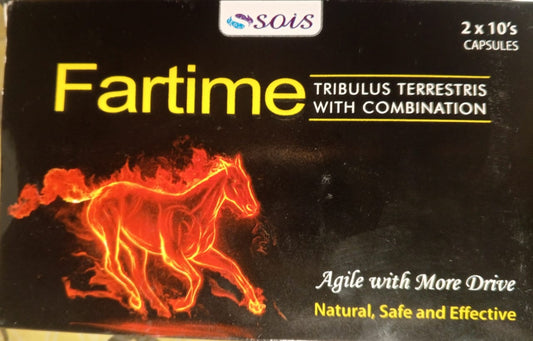 sois
2 x 10's
CAPSULES
Fartime
TRIBULUS TERRESTRIS
WITH COMBINATION
Agile with More Drive
Natural, Safe and Effective